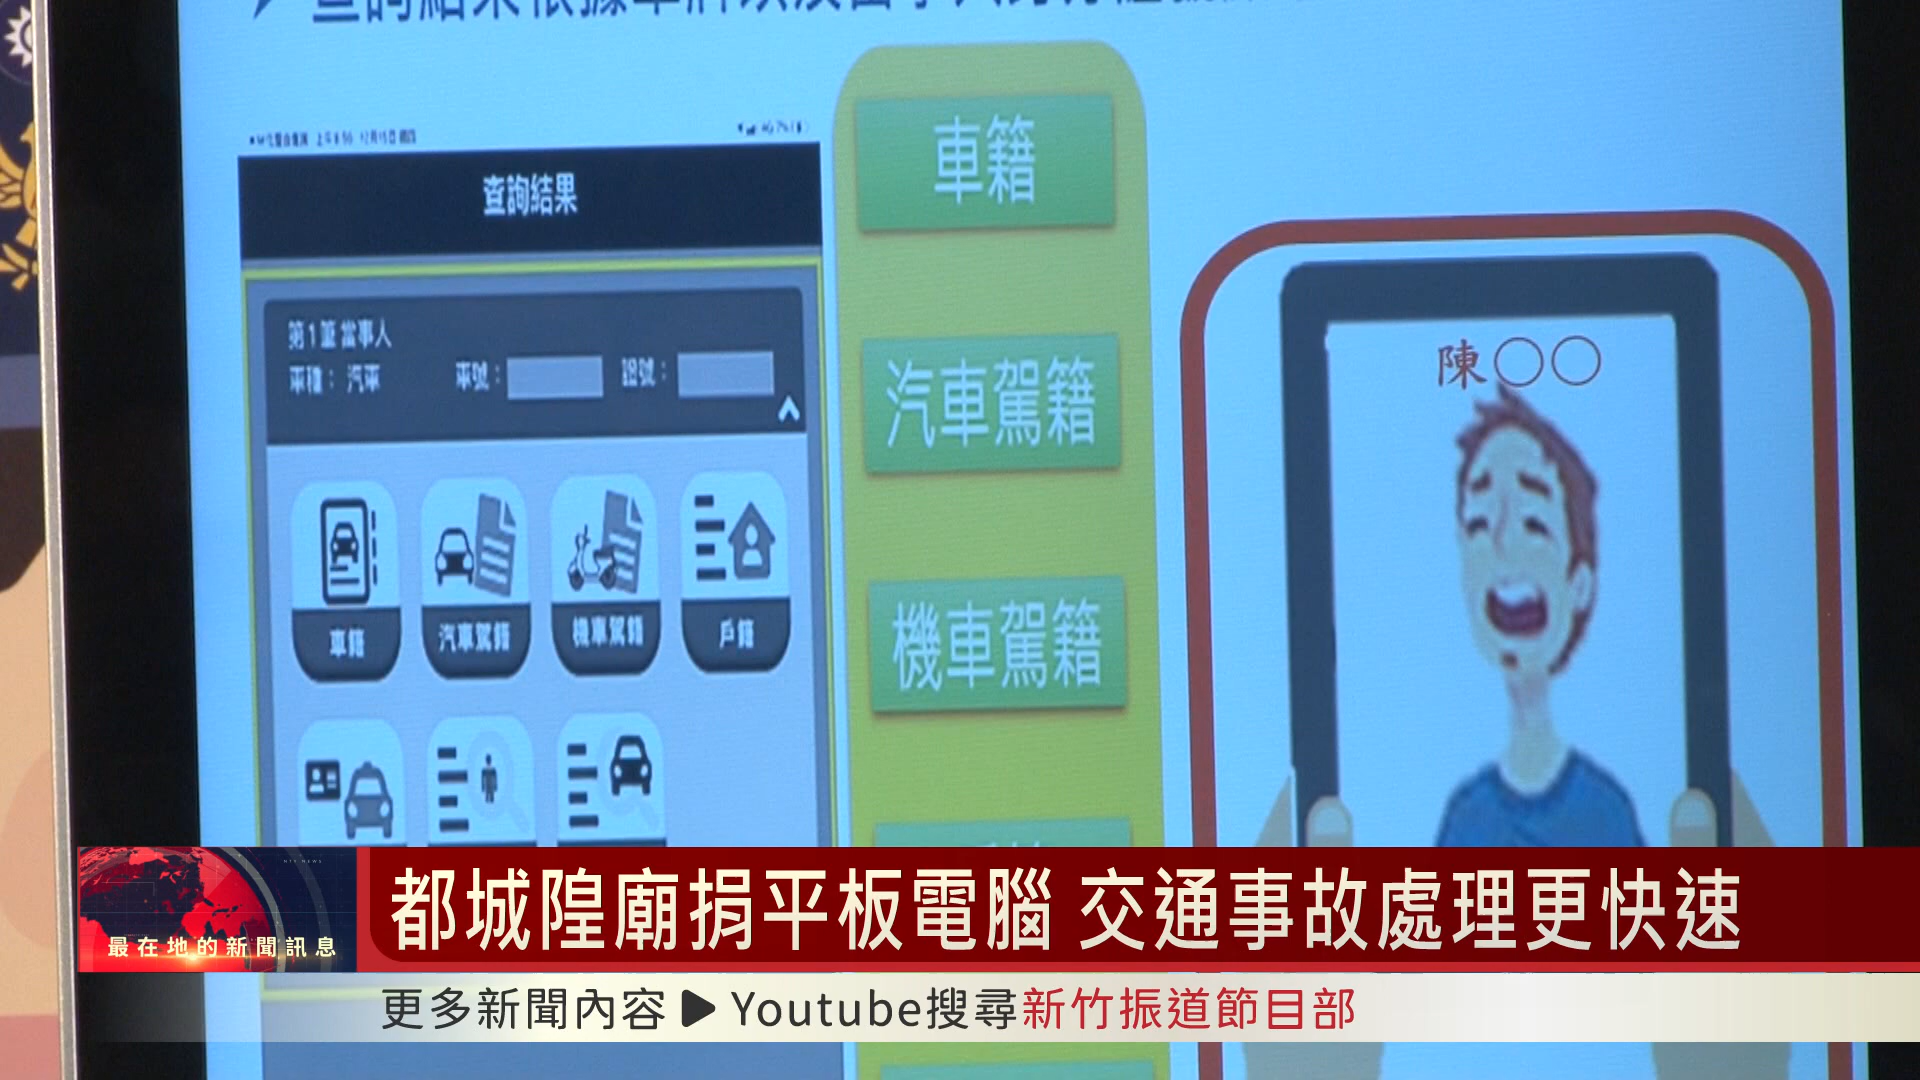 查詢結果
第1筆 當事人
車種： 汽車 車號： 證號：
車籍
汽車駕籍
機車駕籍
戶籍
車籍
汽車駕籍
機車駕籍
陳○○
NTV NEWS
最在地的新聞訊息
都城隍廟捐平板電腦 交通事故處理更快速
更多新聞內容▶Youtube搜尋新竹振道節目部